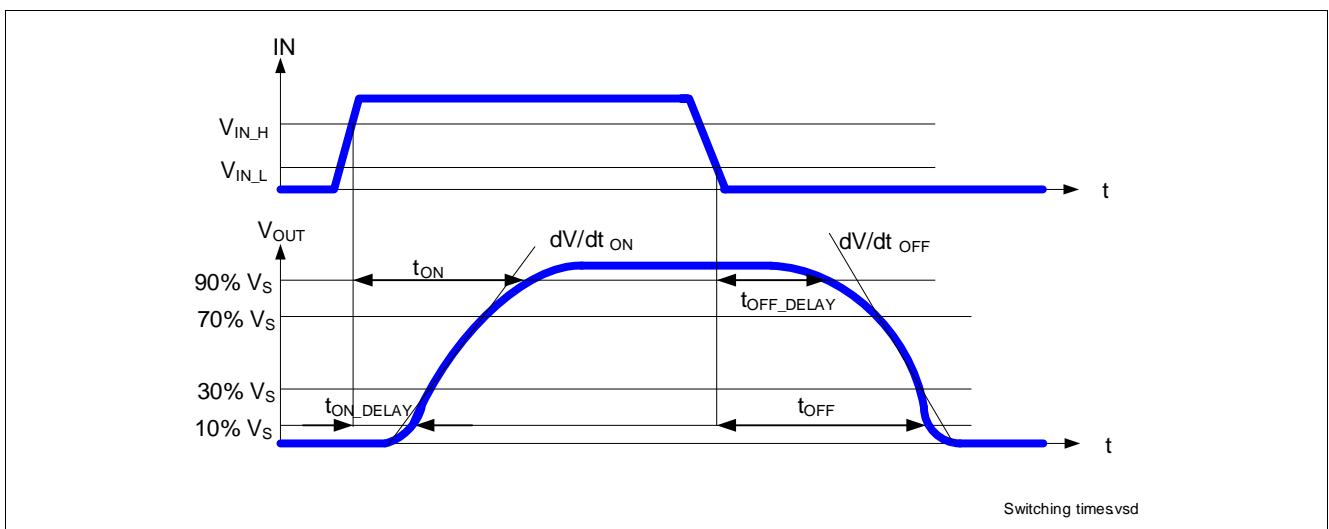 IN
V_IN_H
V_IN_L
t
V_OUT
dV/dt ON
dV/dt OFF
t_ON
90% V_S
t_OFF_DELAY
70% V_S
30% V_S
t_ON_DELAY
t_OFF
10% V_S
t
Switching times.vsd